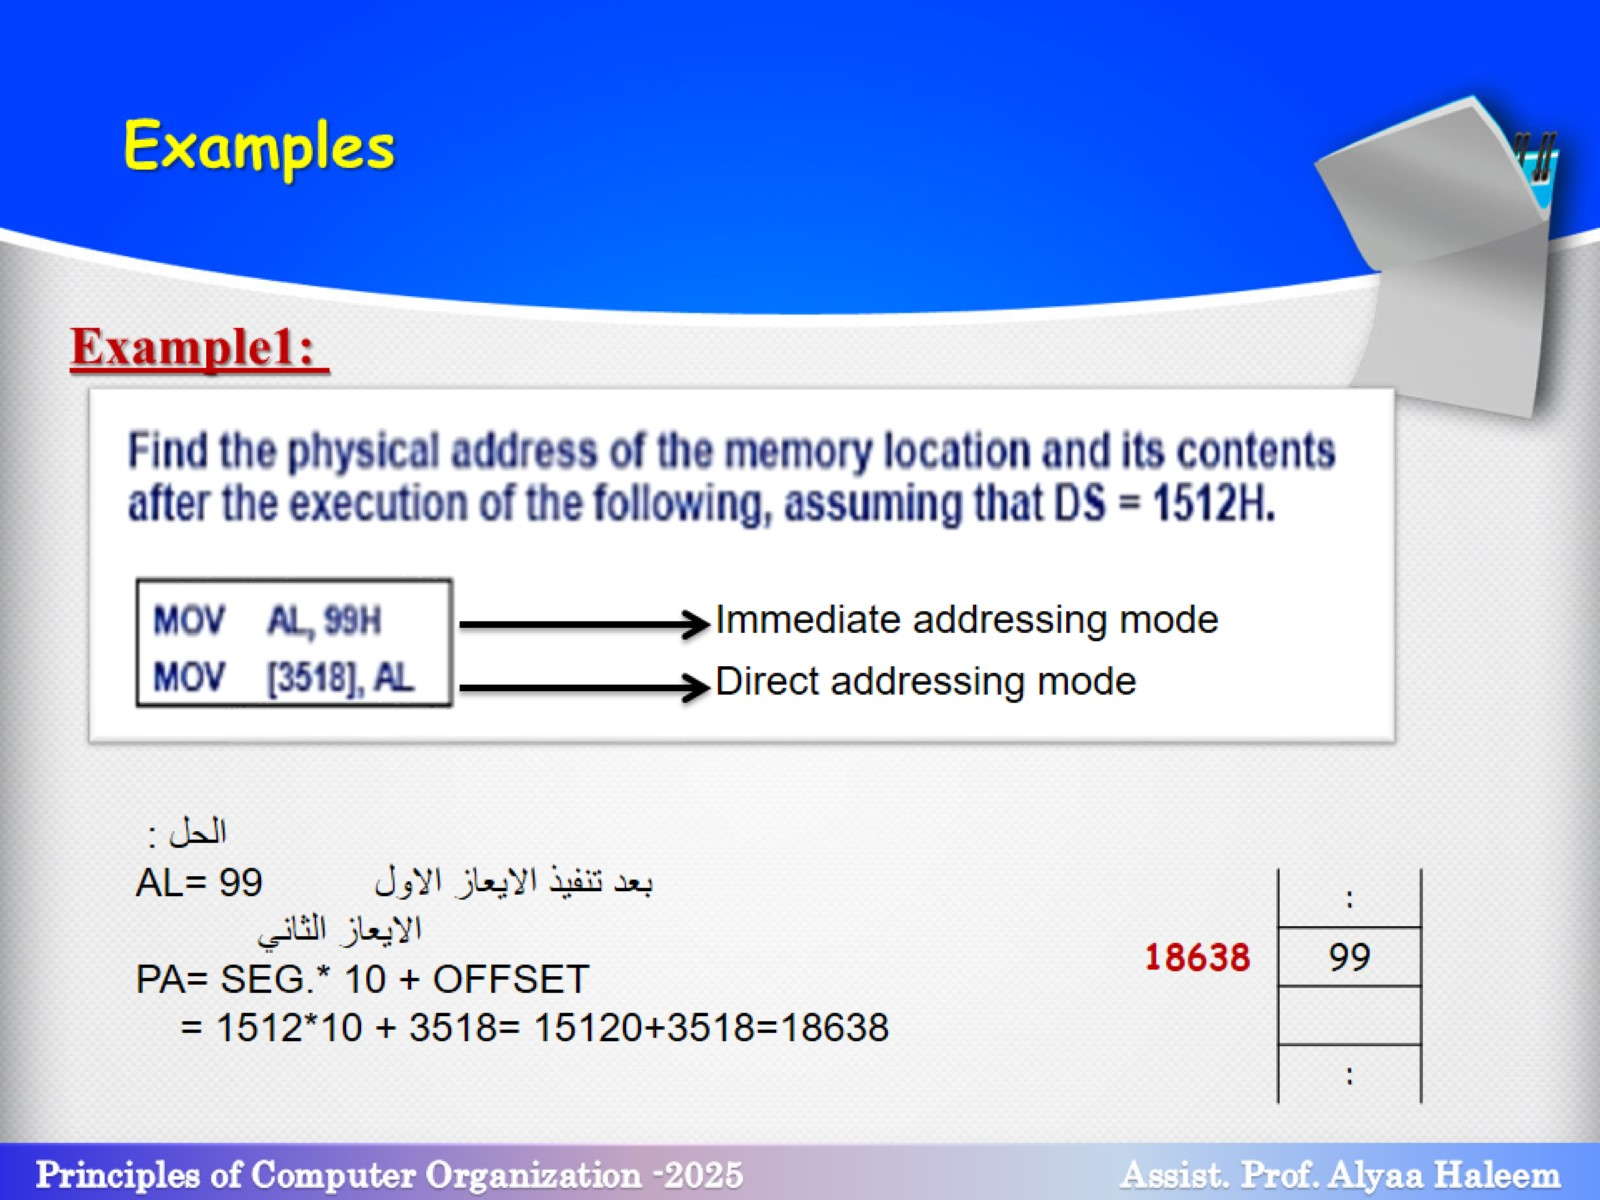 Examples
Example1:
Find the physical address of the memory location and its contents
after the execution of the following, assuming that DS = 1512H.
MOV AL, 99H
Immediate addressing mode
MOV [3518], AL
Direct addressing mode
الحل :
AL= 99 بعد تنفيذ الايعاز الاول
الايعاز الثاني
PA= SEG.* 10 + OFFSET
= 1512*10 + 3518= 15120+3518=18638
:
18638 99
:
Principles of Computer Organization -2025
Assist. Prof. Alyaa Haleem